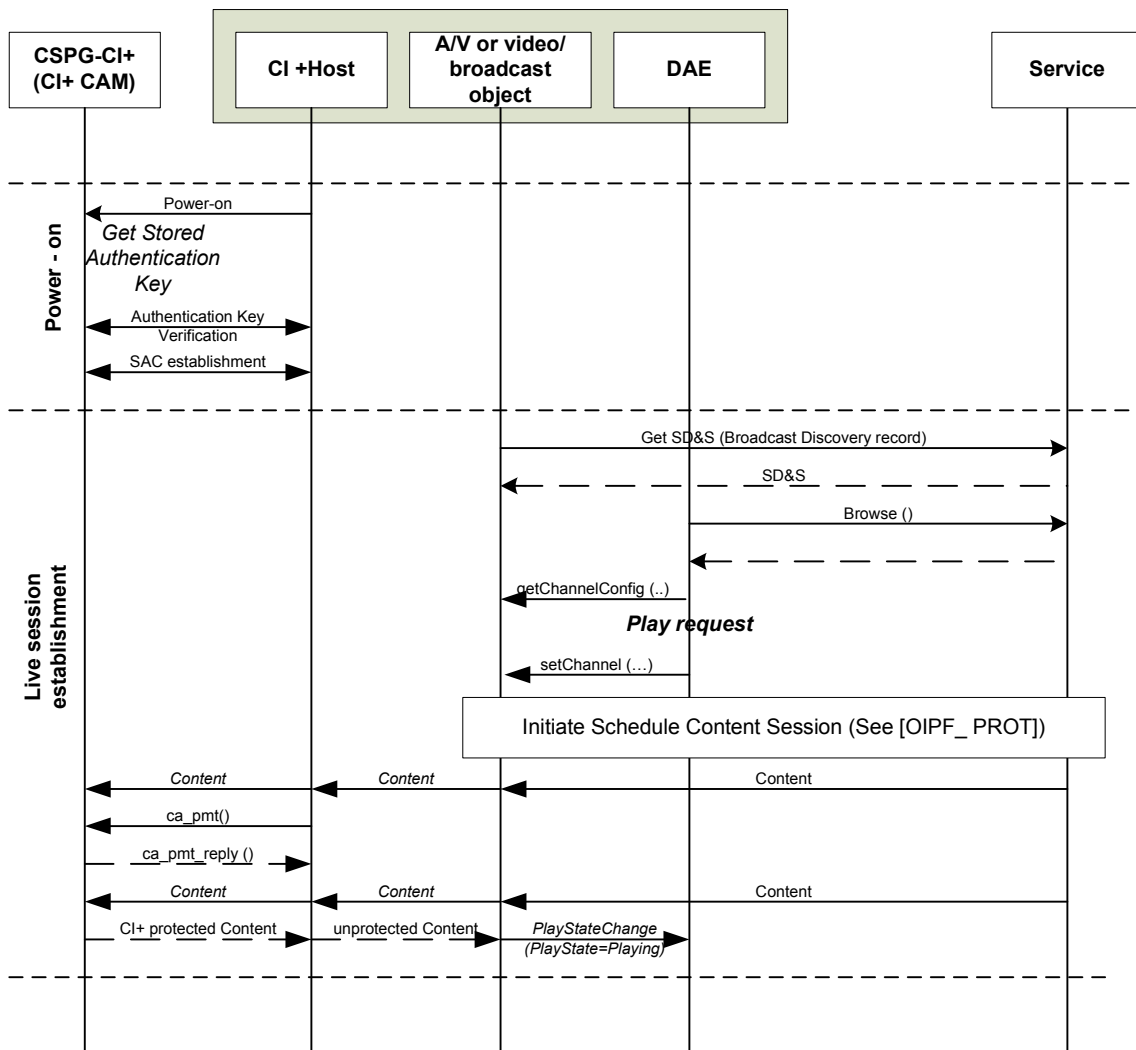 CSPG-CI+
(CI+ CAM)
CI +Host
A/V or video/
broadcast
object
DAE
Service
Power - on
Power-on
Get Stored
Authentication
Key
Authentication Key
Verification
SAC establishment
Live session
establishment
Get SD&S (Broadcast Discovery record)
SD&S
Browse ()
getChannelConfig (..)
Play request
setChannel (…)
Initiate Schedule Content Session (See [OIPF_ PROT])
Content
Content
Content
ca_pmt()
ca_pmt_reply ()
Content
Content
Content
CI+ protected Content
unprotected Content
PlayStateChange
(PlayState=Playing)